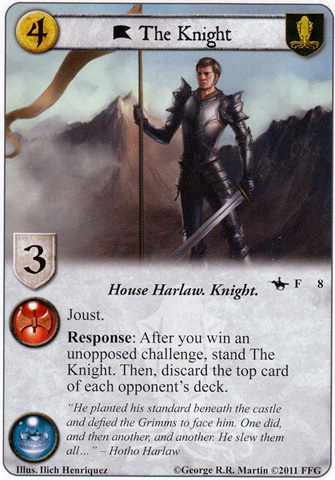 4
The Knight
3
House Harlaw. Knight.
F 8
Joust.
Response: After you win an
unopposed challenge, stand The
Knight. Then, discard the top card
of each opponent's deck.
"He planted his standard beneath the castle
and defied the Grimms to face him. One did,
and then another, and another. He slew them
all…" – Hotho Harlaw
Illus. Ilich Henriquez
©George R.R. Martin ©2011 FFG